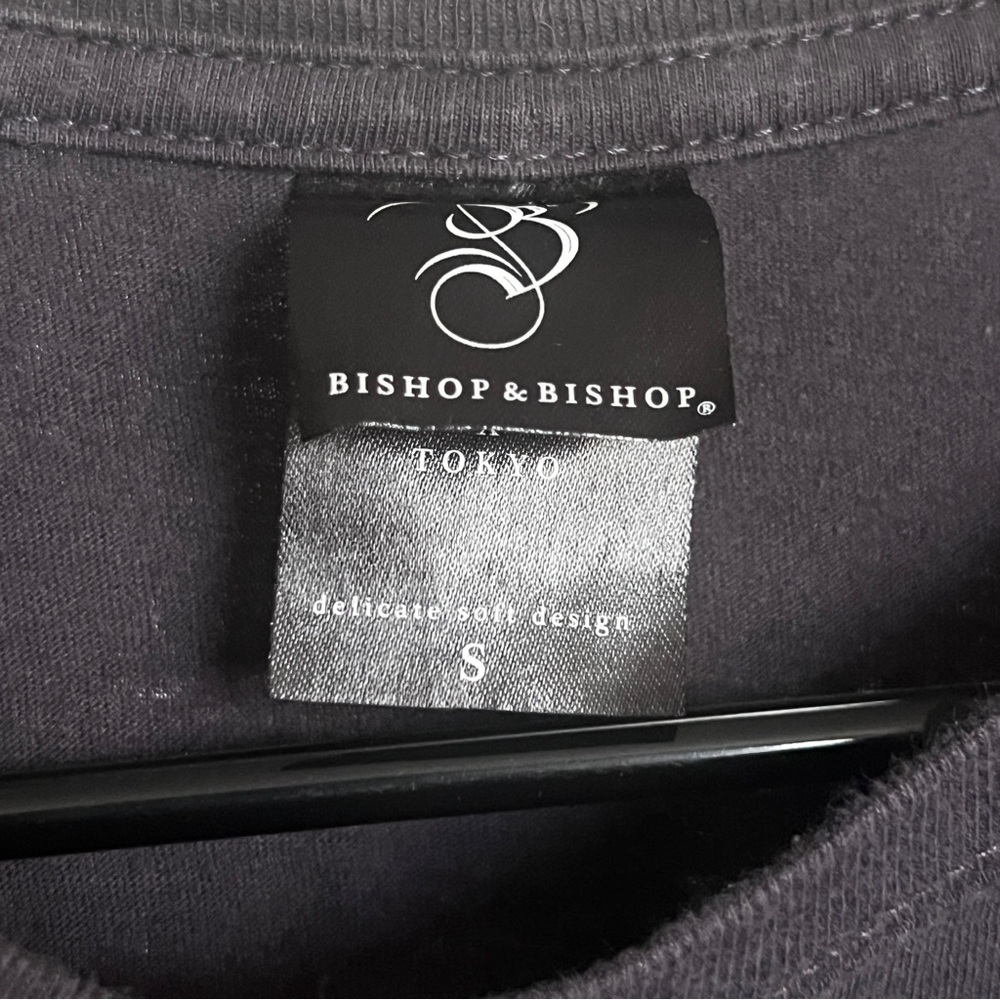 B
BISHOP & BISHOP®
TOKYO
delicate soft design
S